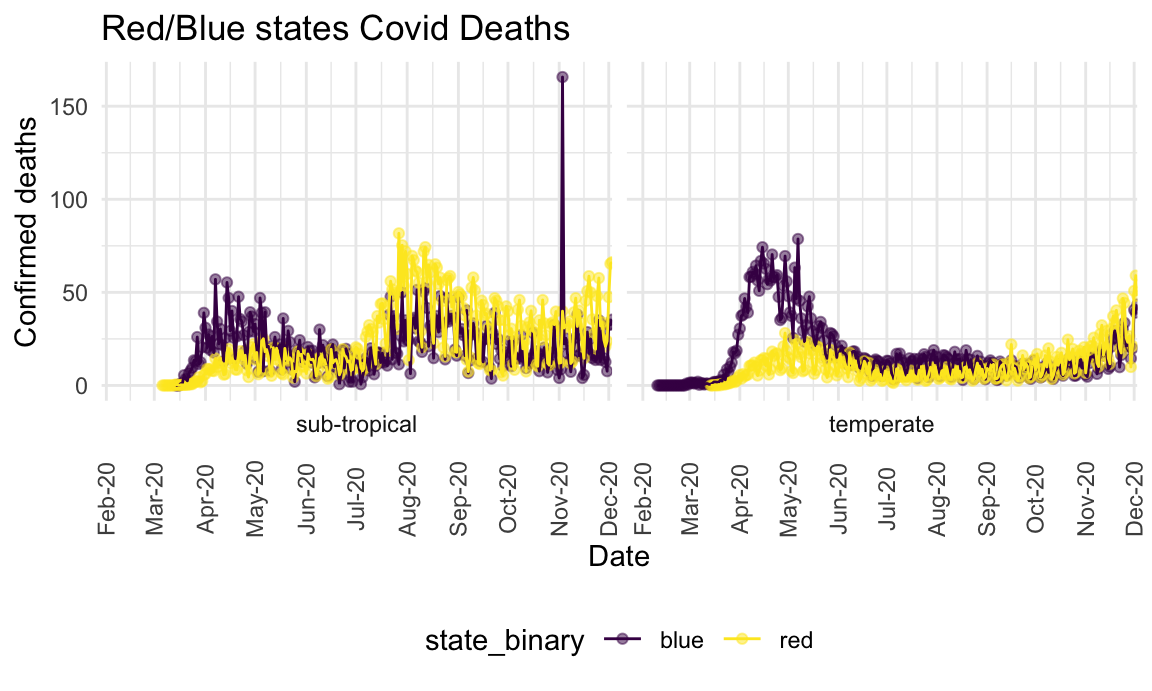 Red/Blue states Covid Deaths
Confirmed deaths
150
100
50
0
sub-tropical
temperate
Feb-20 Mar-20 Apr-20 May-20 Jun-20 Jul-20 Aug-20 Sep-20 Oct-20 Nov-20 Dec-20
Feb-20 Mar-20 Apr-20 May-20 Jun-20 Jul-20 Aug-20 Sep-20 Oct-20 Nov-20 Dec-20
Date
state_binary blue red